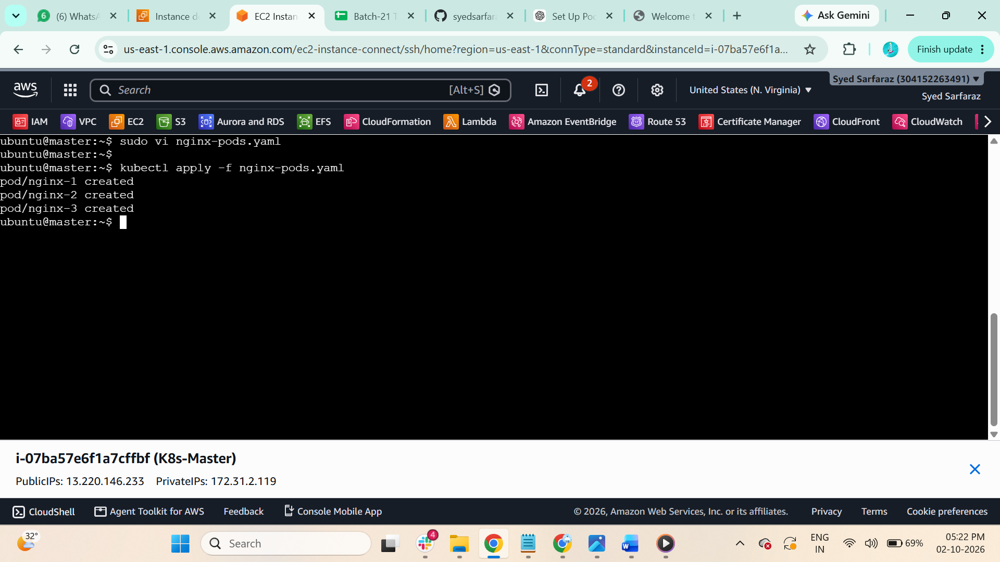 (6) WhatsA
Instance d
EC2 Instan
Batch-21 T
syedsarfar
Set Up Poc
Welcome t
Ask Gemini
us-east-1.console.aws.amazon.com/ec2-instance-connect/ssh/home?region=us-east-1&connType=standard&instanceId=i-07ba57e6f1a...
Finish update
aws
Search
[Alt+S]
2
United States (N. Virginia)
Syed Sarfaraz (304152263491)
Syed Sarfaraz
IAM
VPC
EC2
S3
Aurora and RDS
EFS
CloudFormation
Lambda
Amazon EventBridge
Route 53
Certificate Manager
CloudFront
CloudWatch
ubuntu@master:~$ sudo vi nginx-pods.yaml
ubuntu@master:~$
ubuntu@master:~$ kubectl apply -f nginx-pods.yaml
pod/nginx-1 created
pod/nginx-2 created
pod/nginx-3 created
ubuntu@master:~$
i-07ba57e6f1a7cffbf (K8s-Master)
PublicIPs: 13.220.146.233 PrivateIPs: 172.31.2.119
CloudShell
Agent Toolkit for AWS
Feedback
Console Mobile App
© 2026, Amazon Web Services, Inc. or its affiliates.
Privacy
Terms
Cookie preferences
32°
Search
4
ENG
IN
69%
05:22 PM
02-10-2026